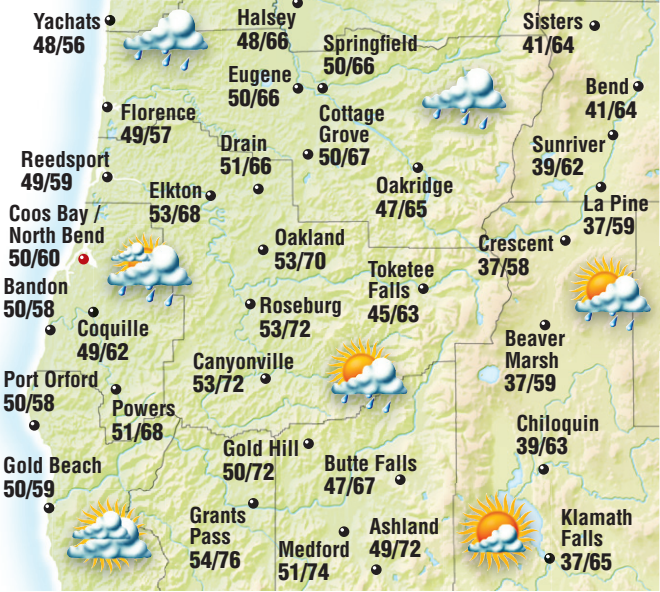 Yachats
48/56
Halsey
48/66
Springfield
50/66
Sisters
41/64
Eugene
50/66
Bend
41/64
Florence
49/57
Cottage
Grove
50/67
Drain
51/66
Sunriver
39/62
Reedsport
49/59
Elkton
53/68
Oakridge
47/65
La Pine
37/59
Coos Bay /
North Bend
50/60
Oakland
53/70
Crescent
37/58
Toketee
Falls
45/63
Bandon
50/58
Coquille
49/62
Roseburg
53/72
Beaver
Marsh
37/59
Canyonville
53/72
Port Orford
50/58
Powers
51/68
Chiloquin
39/63
Gold Hill
50/72
Butte Falls
47/67
Gold Beach
50/59
Grants
Pass
54/76
Medford
51/74
Ashland
49/72
Klamath
Falls
37/65